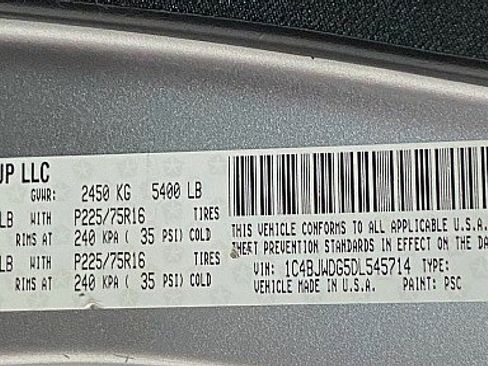 UP LLC
GVWR: 2450 KG 5400 LB
LB WITH P225/75R16 TIRES
RIMS AT 240 KPA ( 35 PSI) COLD
LB WITH P225/75R16 TIRES
RIMS AT 240 KPA ( 35 PSI) COLD
THIS VEHICLE CONFORMS TO ALL APPLICABLE U.S.A.
THEFT PREVENTION STANDARDS IN EFFECT ON THE DA
VIN: 1C4BJWDG5DL545714 TYPE:
VEHICLE MADE IN U.S.A. PAINT: PSC